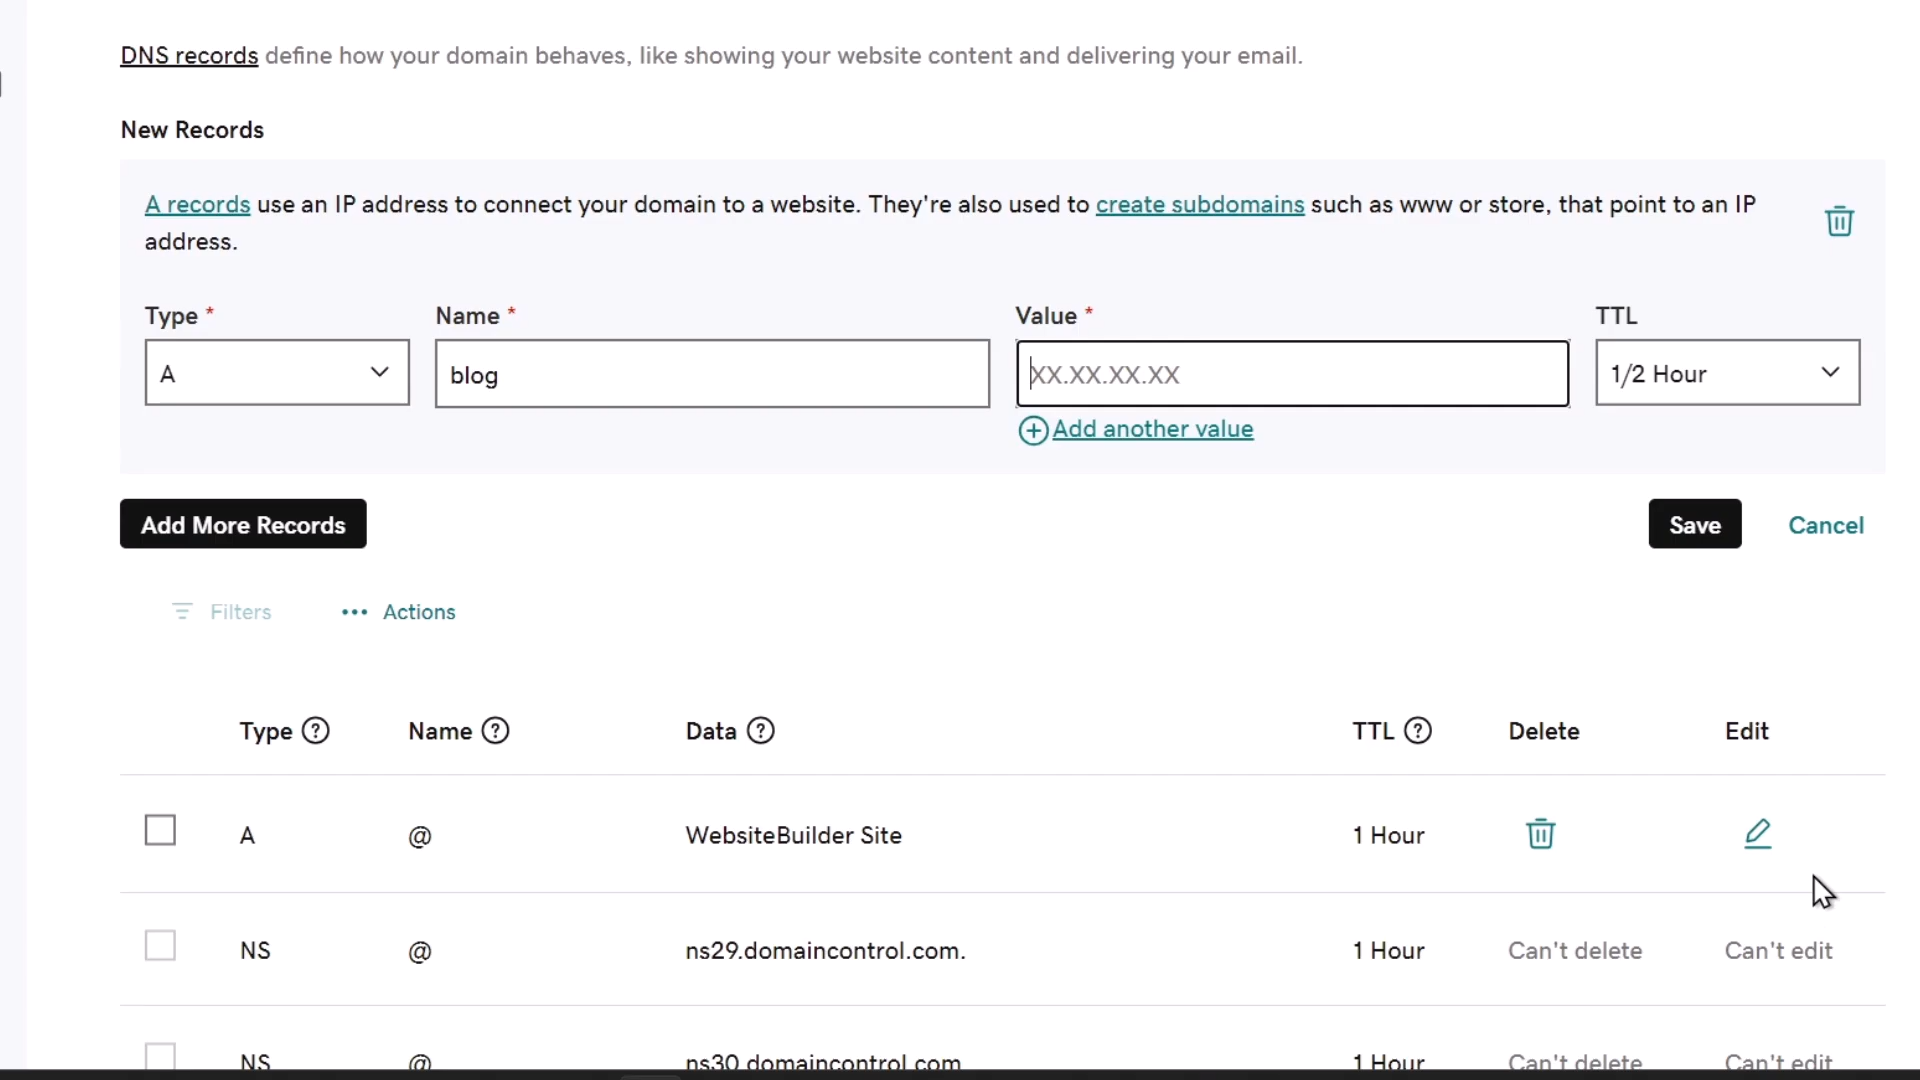 DNS records define how your domain behaves, like showing your website content and delivering your email.
New Records
A records use an IP address to connect your domain to a website. They're also used to create subdomains such as www or store, that point to an IP
address.
Type * Name * Value * TTL
A blog XX.XX.XX.XX 1/2 Hour
Add another value
Add More Records Save Cancel
Filters Actions
Type Name Data TTL Delete Edit
A @ WebsiteBuilder Site 1 Hour
NS @ ns29.domaincontrol.com. 1 Hour Can't delete Can't edit
NS @ ns30.domaincontrol.com 1 Hour Can't delete Can't edit